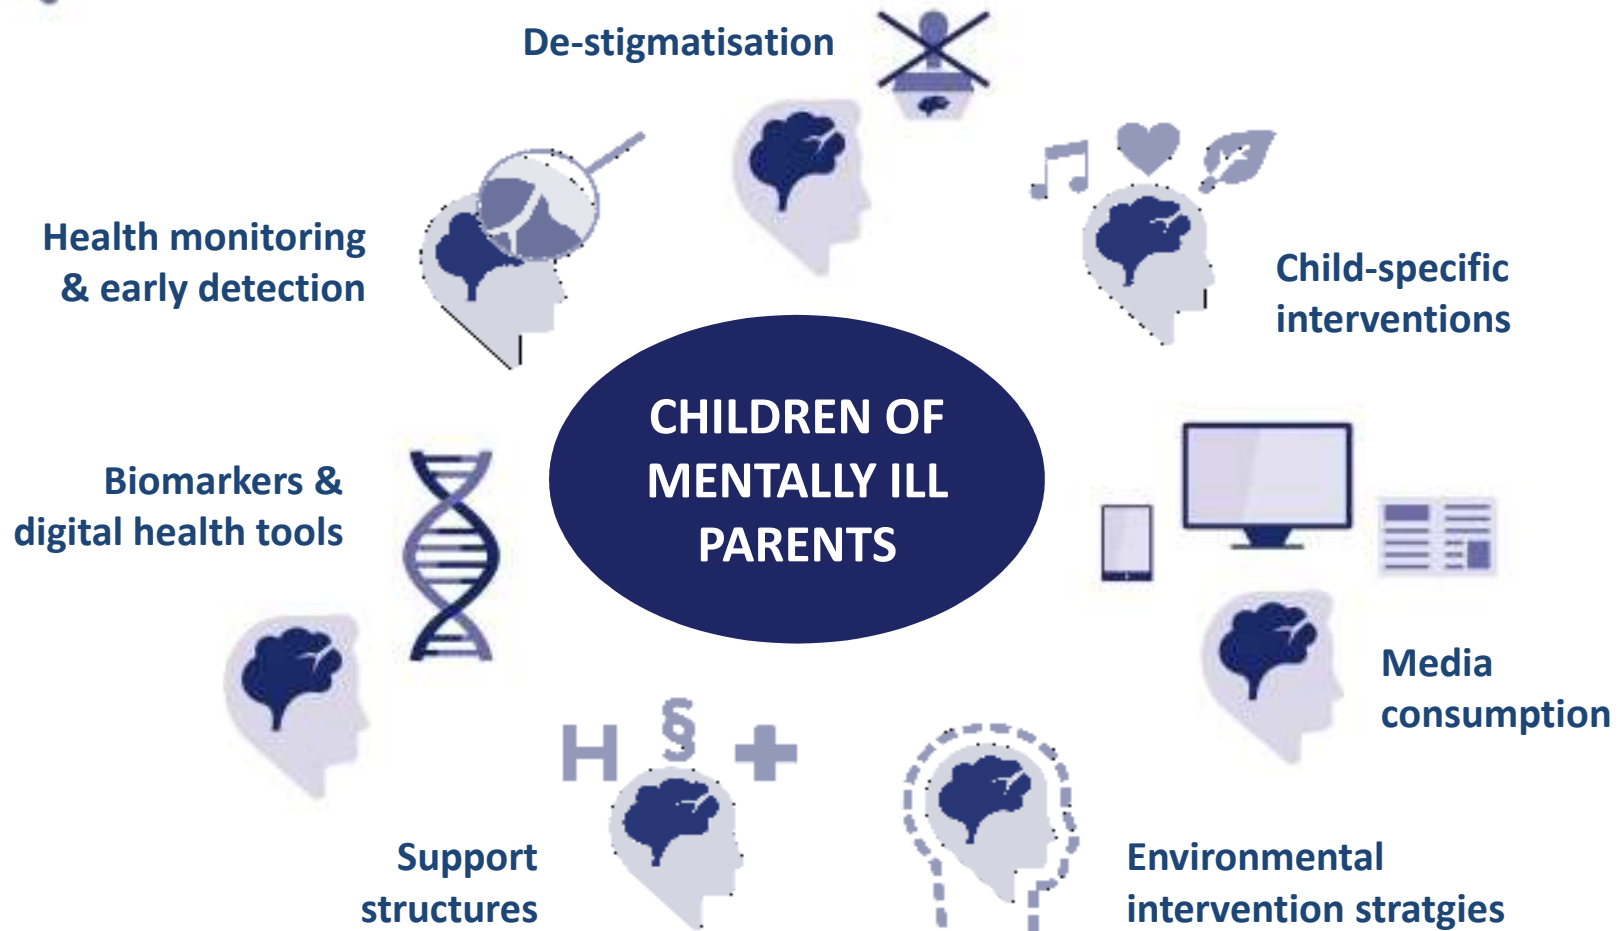 De-stigmatisation
Health monitoring
& early detection
Child-specific
interventions
CHILDREN OF
MENTALLY ILL
PARENTS
Biomarkers &
digital health tools
Media
consumption
H § +
Support
structures
Environmental
intervention stratgies